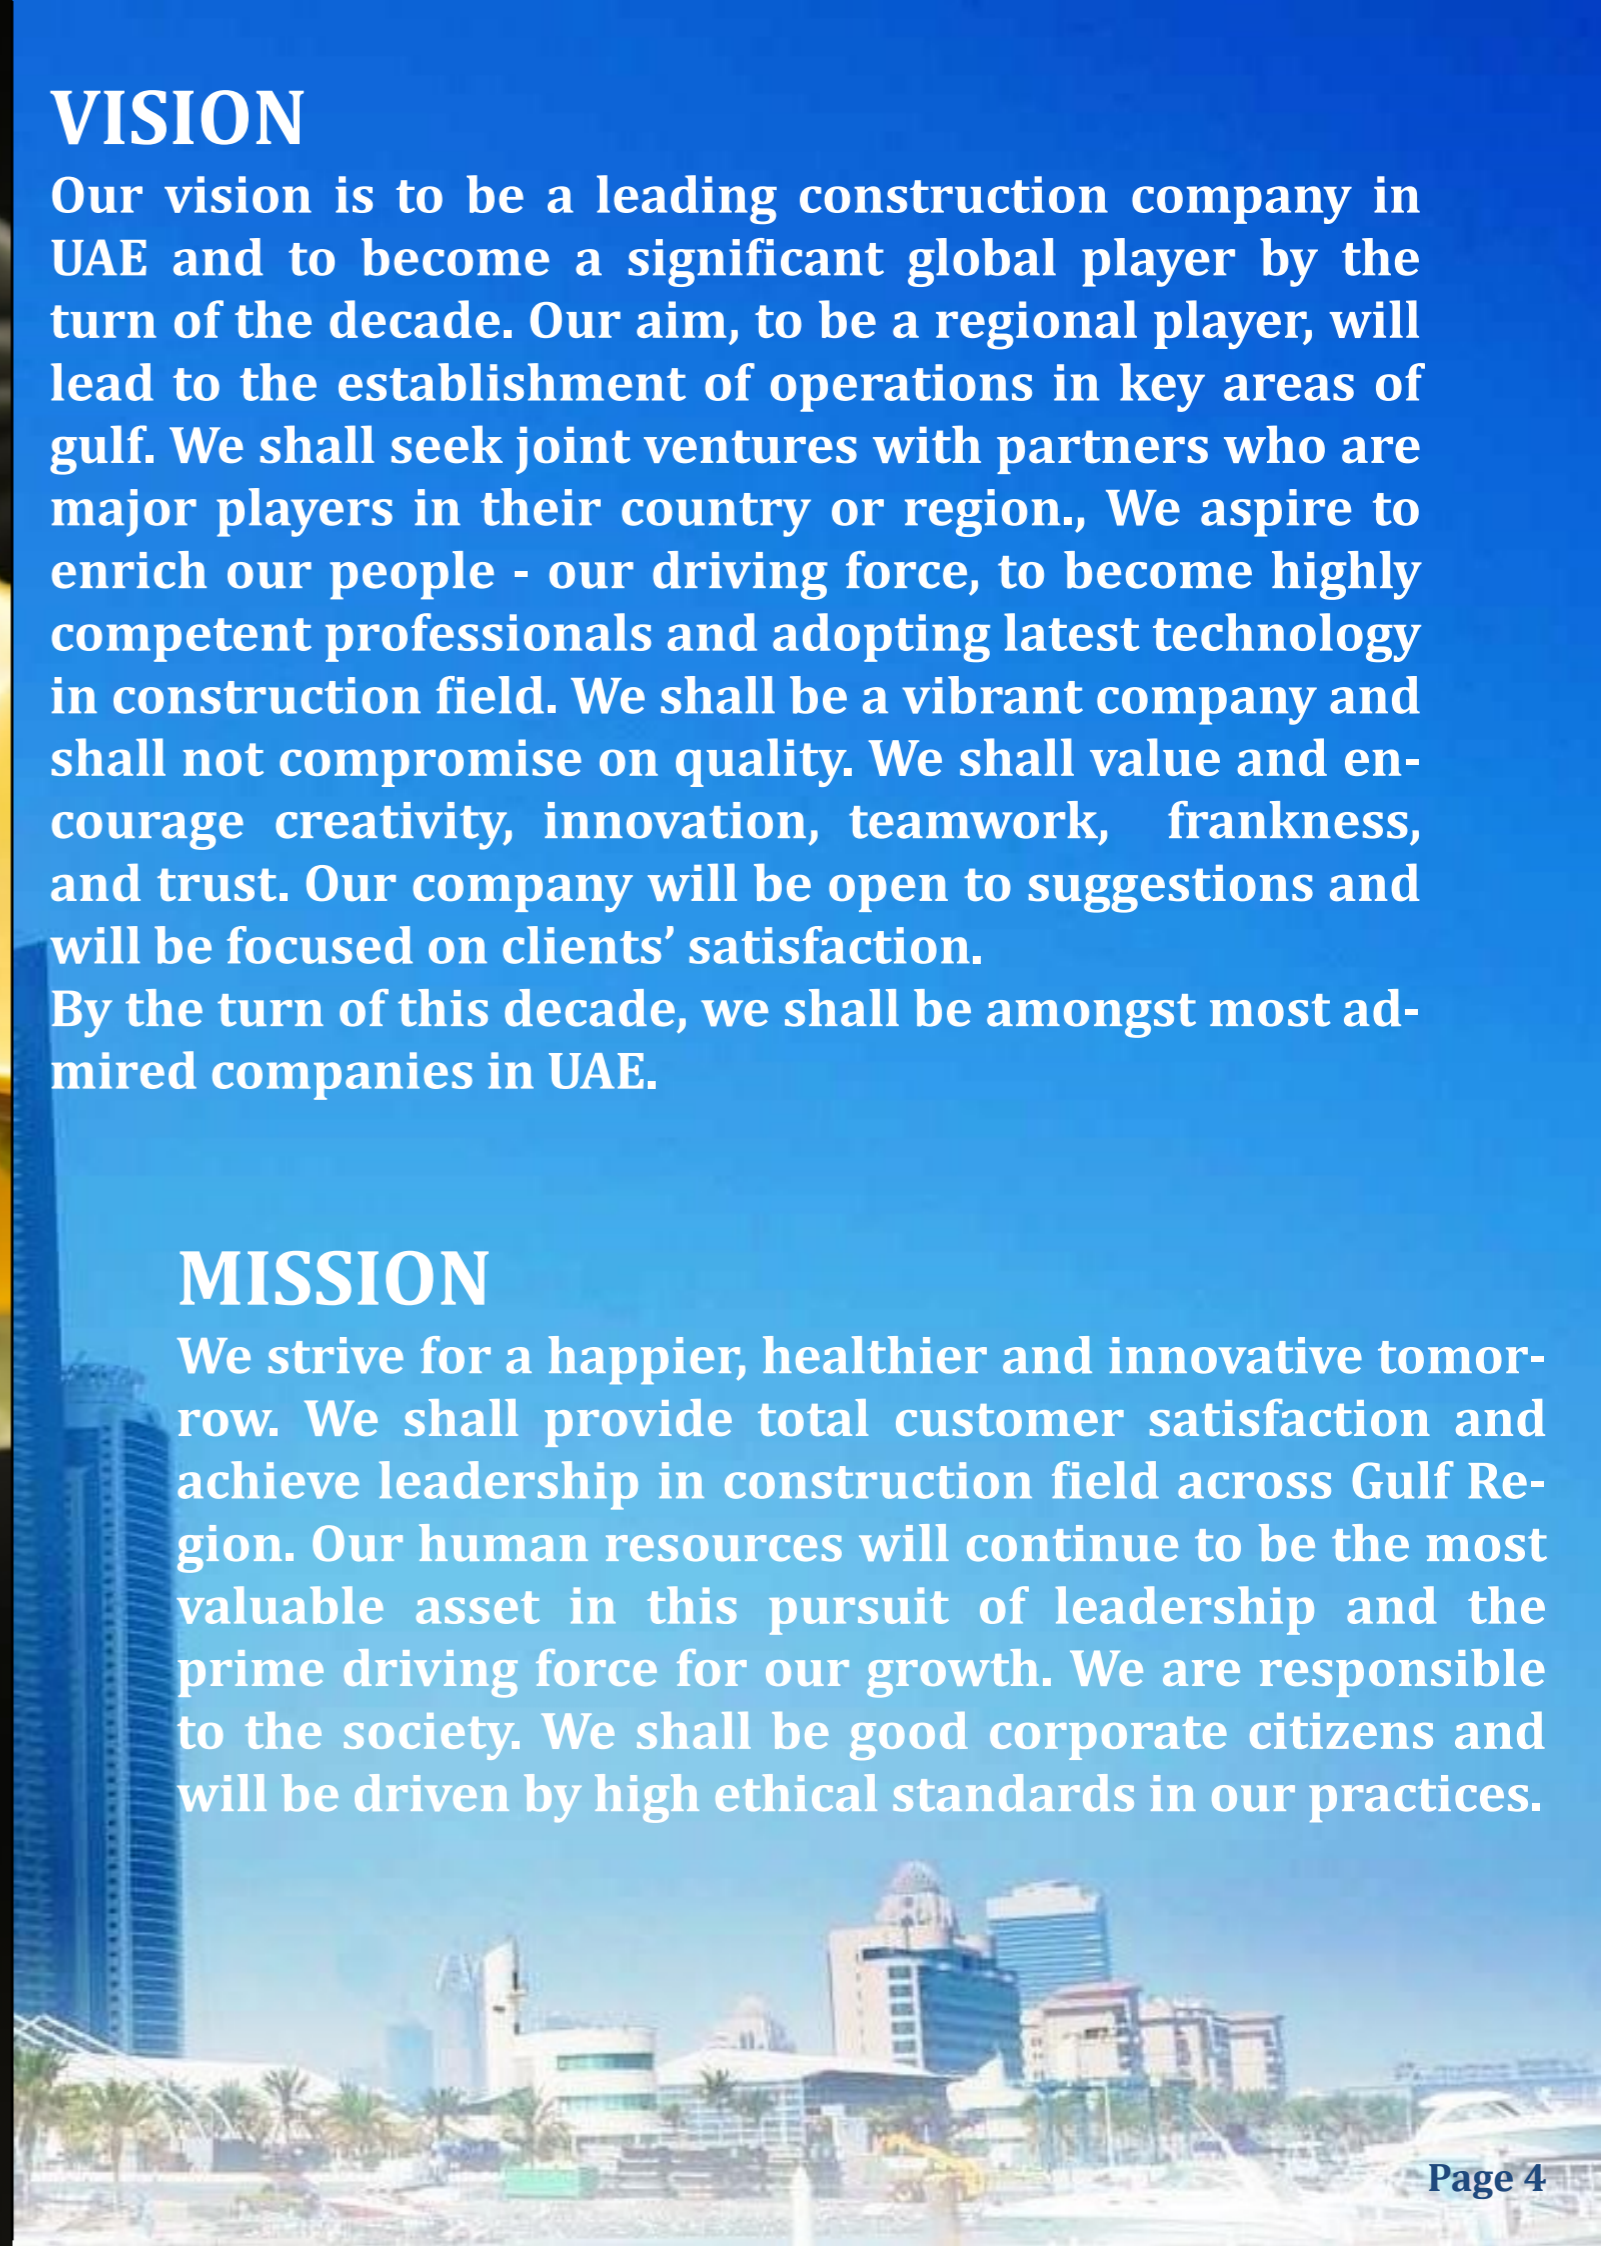 VISION
Our vision is to be a leading construction company in
UAE and to become a significant global player by the
turn of the decade. Our aim, to be a regional player, will
lead to the establishment of operations in key areas of
gulf. We shall seek joint ventures with partners who are
major players in their country or region., We aspire to
enrich our people - our driving force, to become highly
competent professionals and adopting latest technology
in construction field. We shall be a vibrant company and
shall not compromise on quality. We shall value and en-
courage creativity, innovation, teamwork, frankness,
and trust. Our company will be open to suggestions and
will be focused on clients’ satisfaction.
By the turn of this decade, we shall be amongst most ad-
mired companies in UAE.
MISSION
We strive for a happier, healthier and innovative tomor-
row. We shall provide total customer satisfaction and
achieve leadership in construction field across Gulf Re-
gion. Our human resources will continue to be the most
valuable asset in this pursuit of leadership and the
prime driving force for our growth. We are responsible
to the society. We shall be good corporate citizens and
will be driven by high ethical standards in our practices.
Page 4